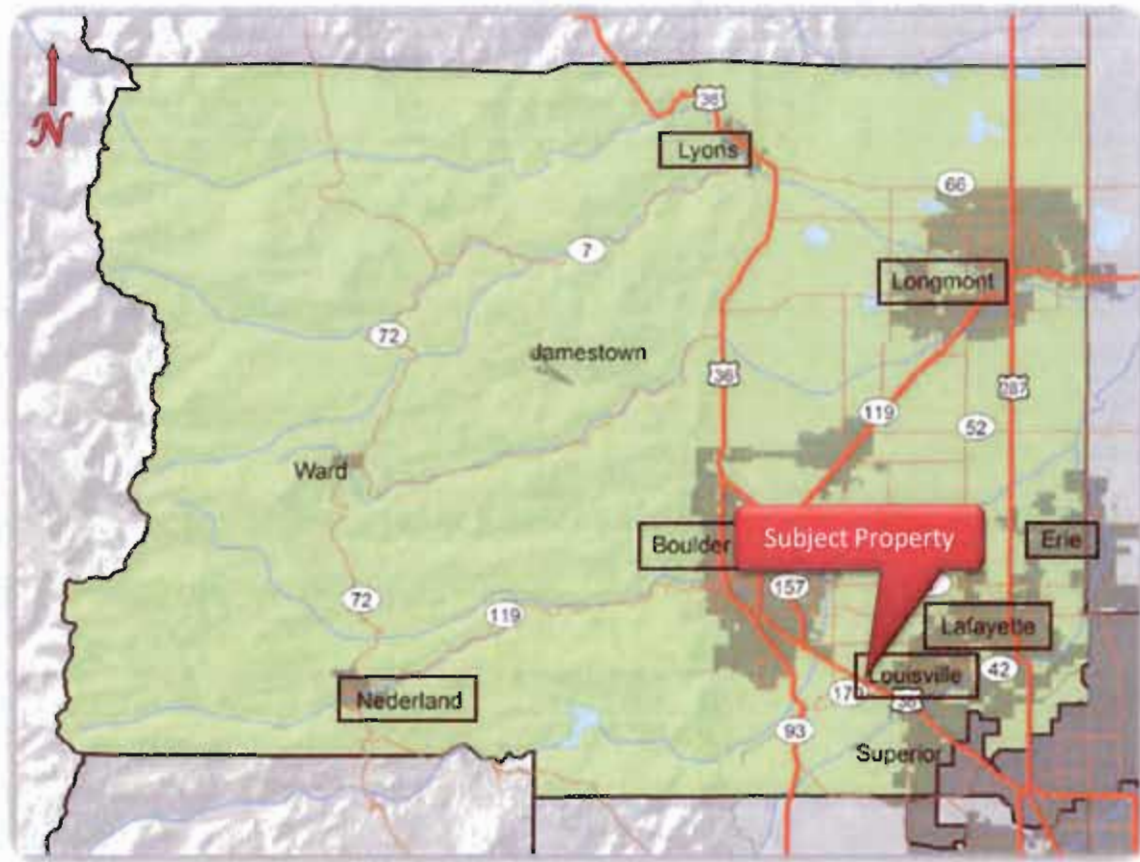 N
36
Lyons
66
7
Longmont
72
Jamestown
36
287
119
52
Ward
Boulder
Subject Property
Erie
157
72
119
Lafayette
Louisville
42
Nederland
36
93
Superior